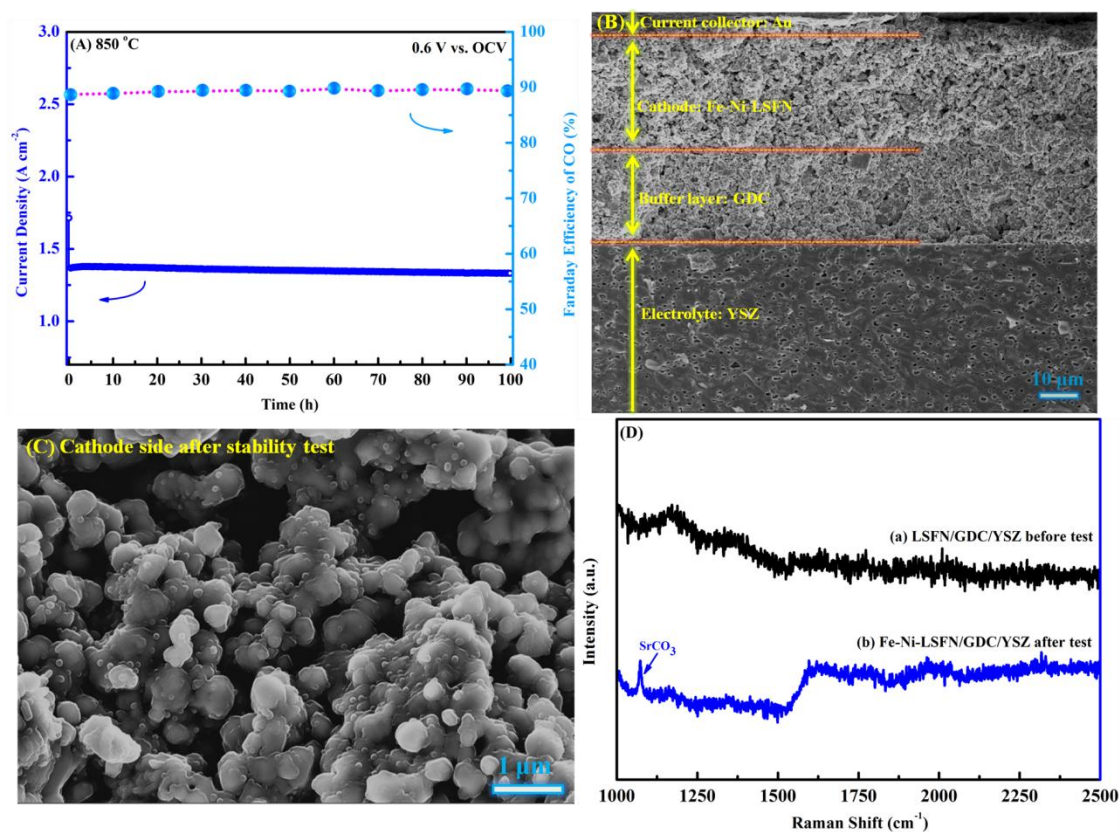 (A) 850 °C
0.6 V vs. OCV
Current Density (A cm⁻²)
3.0
2.5
2.0
1.5
1.0
Faraday Efficiency of CO (%)
100
90
80
70
60
50
40
0 10 20 30 40 50 60 70 80 90 100
Time (h)
(B)
Current collector: Au
Cathode: Fe-Ni-LSFN
Buffer layer: GDC
Electrolyte: YSZ
10 μm
(C) Cathode side after stability test
1 μm
(D)
(a) LSFN/GDC/YSZ before test
(b) Fe-Ni-LSFN/GDC/YSZ after test
SrCO₃
Intensity (a.u.)
1000 1250 1500 1750 2000 2250 2500
Raman Shift (cm⁻¹)